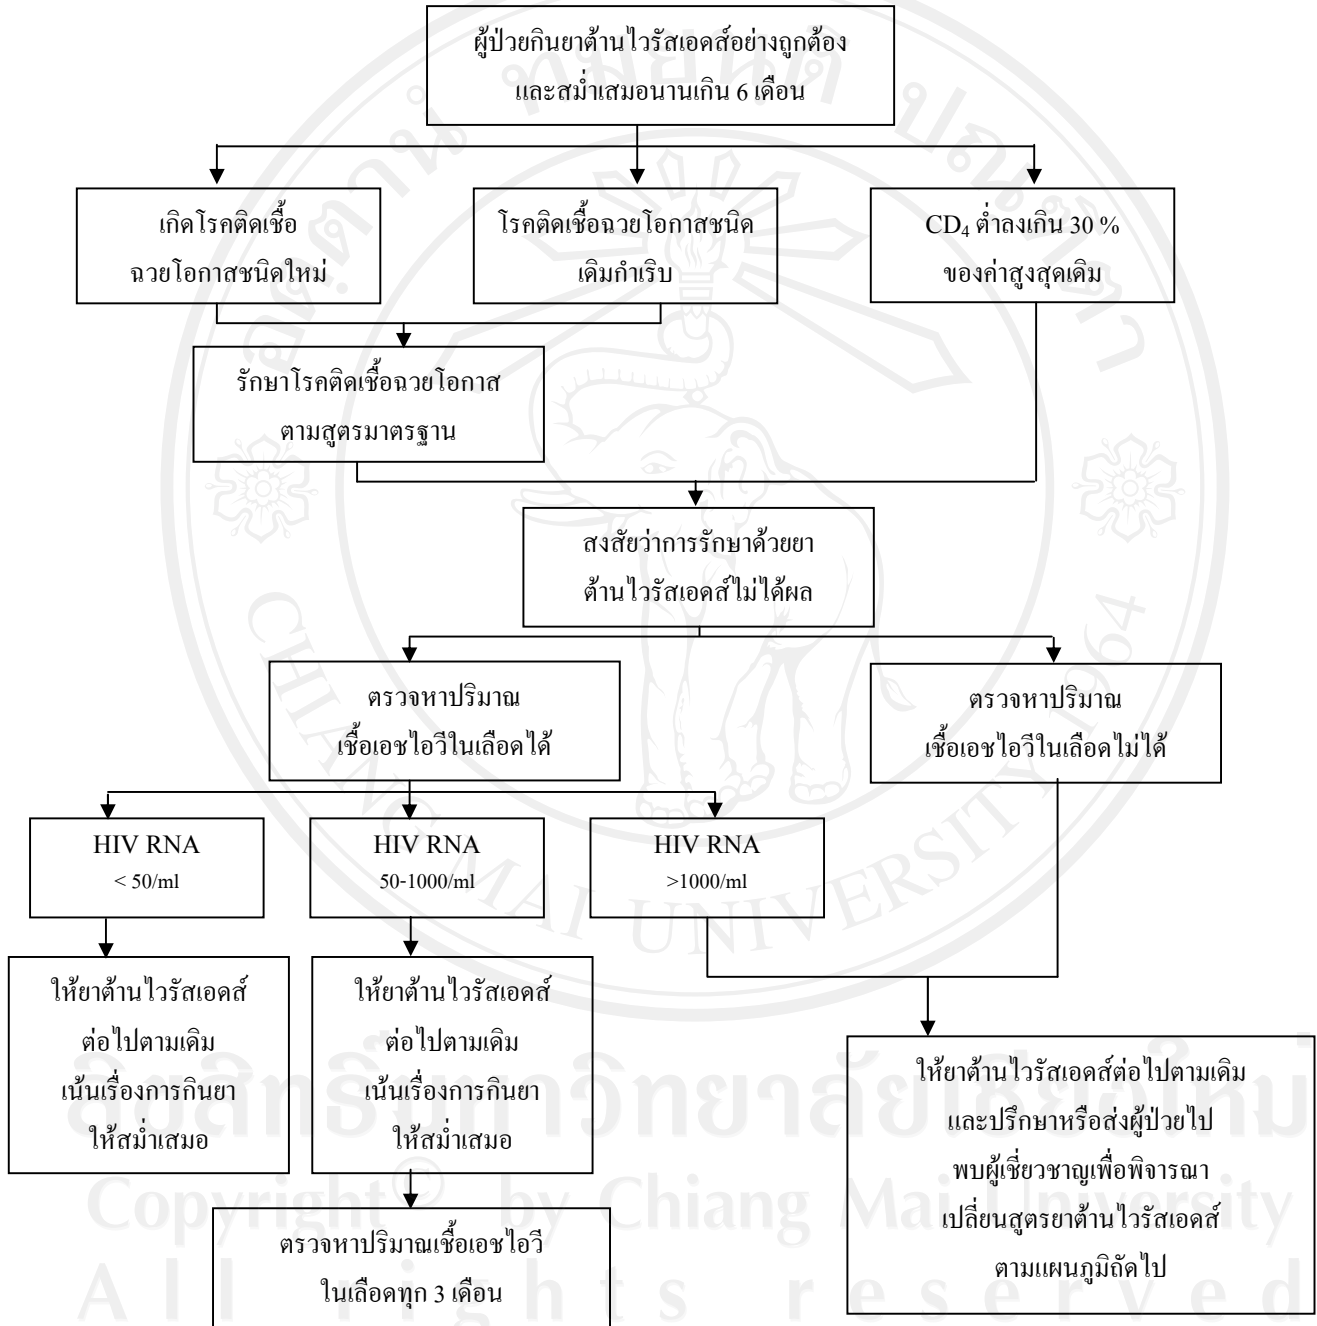 ผู้ป่วยกินยาต้านไวรัสเอดส์อย่างถูกต้อง
และสม่ำเสมอนานเกิน 6 เดือน
เกิดโรคติดเชื้อ
ฉวยโอกาสชนิดใหม่
โรคติดเชื้อฉวยโอกาสชนิด
เดิมกำเริบ
CD₄ ต่ำลงเกิน 30 %
ของค่าสูงสุดเดิม
รักษาโรคติดเชื้อฉวยโอกาส
ตามสูตรมาตรฐาน
สงสัยว่าการรักษาด้วยยา
ต้านไวรัสเอดส์ไม่ได้ผล
ตรวจหาปริมาณ
เชื้อเอชไอวีในเลือดได้
ตรวจหาปริมาณ
เชื้อเอชไอวีในเลือดไม่ได้
HIV RNA
< 50/ml
HIV RNA
50-1000/ml
HIV RNA
>1000/ml
ให้ยาต้านไวรัสเอดส์
ต่อไปตามเดิม
เน้นเรื่องการกินยา
ให้สม่ำเสมอ
ให้ยาต้านไวรัสเอดส์
ต่อไปตามเดิม
เน้นเรื่องการกินยา
ให้สม่ำเสมอ
ให้ยาต้านไวรัสเอดส์ต่อไปตามเดิม
และปรึกษาหรือส่งผู้ป่วยไป
พบผู้เชี่ยวชาญเพื่อพิจารณา
เปลี่ยนสูตรยาต้านไวรัสเอดส์
ตามแผนภูมิถัดไป
ตรวจหาปริมาณเชื้อเอชไอวี
ในเลือดทุก 3 เดือน
CHIANG MAI UNIVERSITY 1964
ลิขสิทธิ์มหาวิทยาลัยเชียงใหม่
Copyright© by Chiang Mai University
All rights reserved